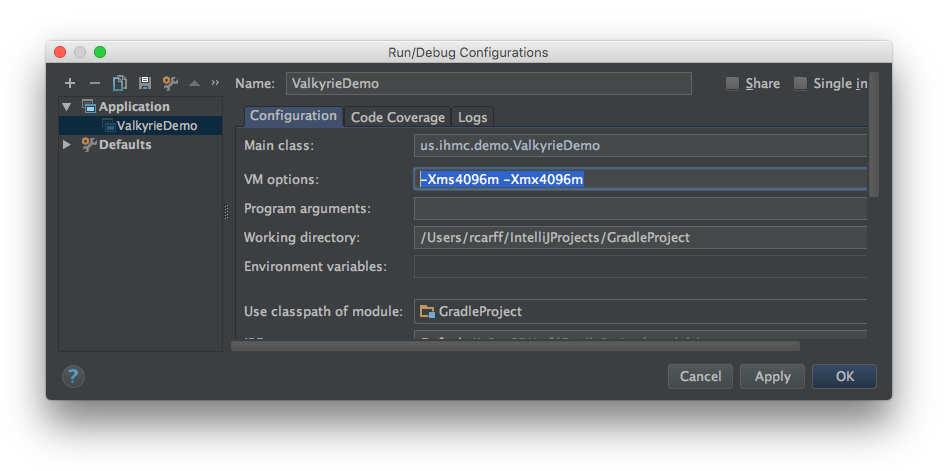 Run/Debug Configurations
Name: ValkyrieDemo Share Single in
Application
ValkyrieDemo
Defaults
Configuration Code Coverage Logs
Main class: us.ihmc.demo.ValkyrieDemo
VM options: -Xms4096m -Xmx4096m
Program arguments:
Working directory: /Users/rcarff/IntelliJProjects/GradleProject
Environment variables:
Use classpath of module: GradleProject
? Cancel Apply OK